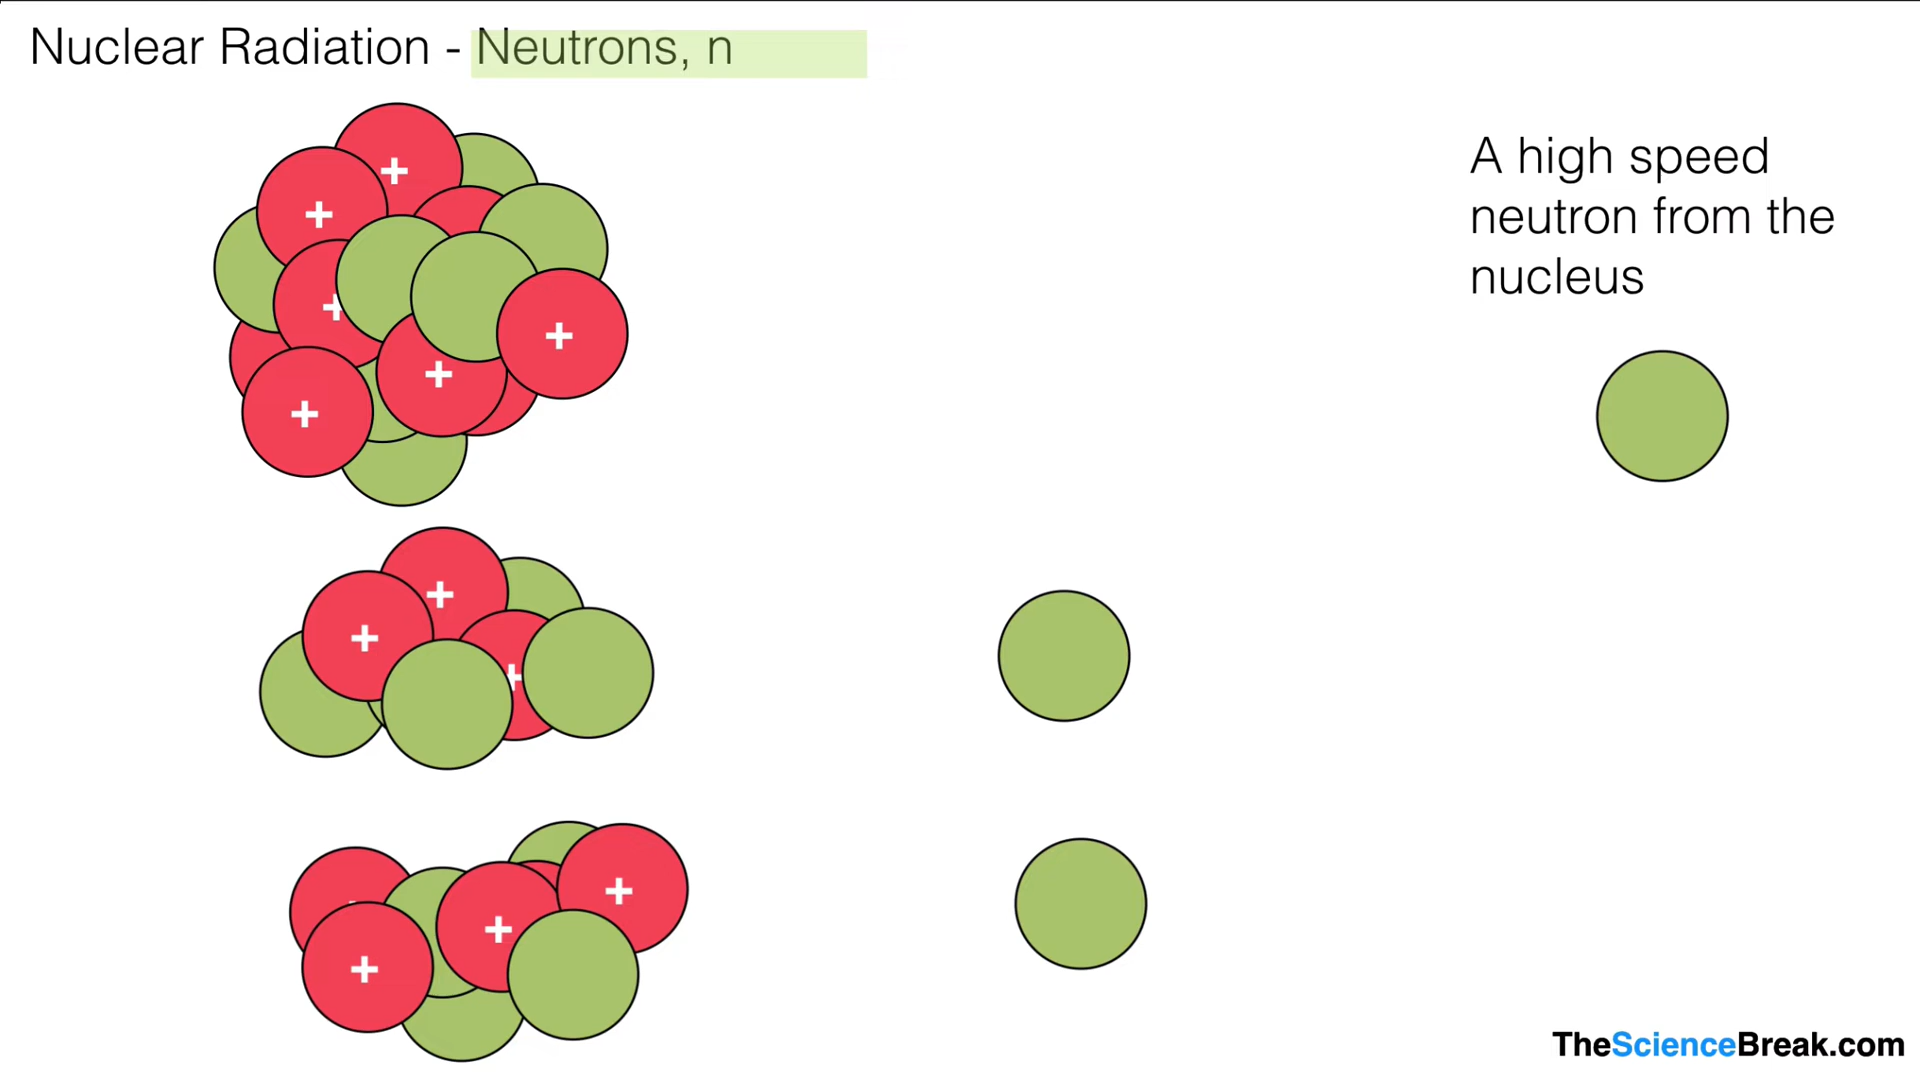 Nuclear Radiation - Neutrons, n
A high speed
neutron from the
nucleus
+
+
+
+
+
+
+
+
+
+
+
+
TheScienceBreak.com